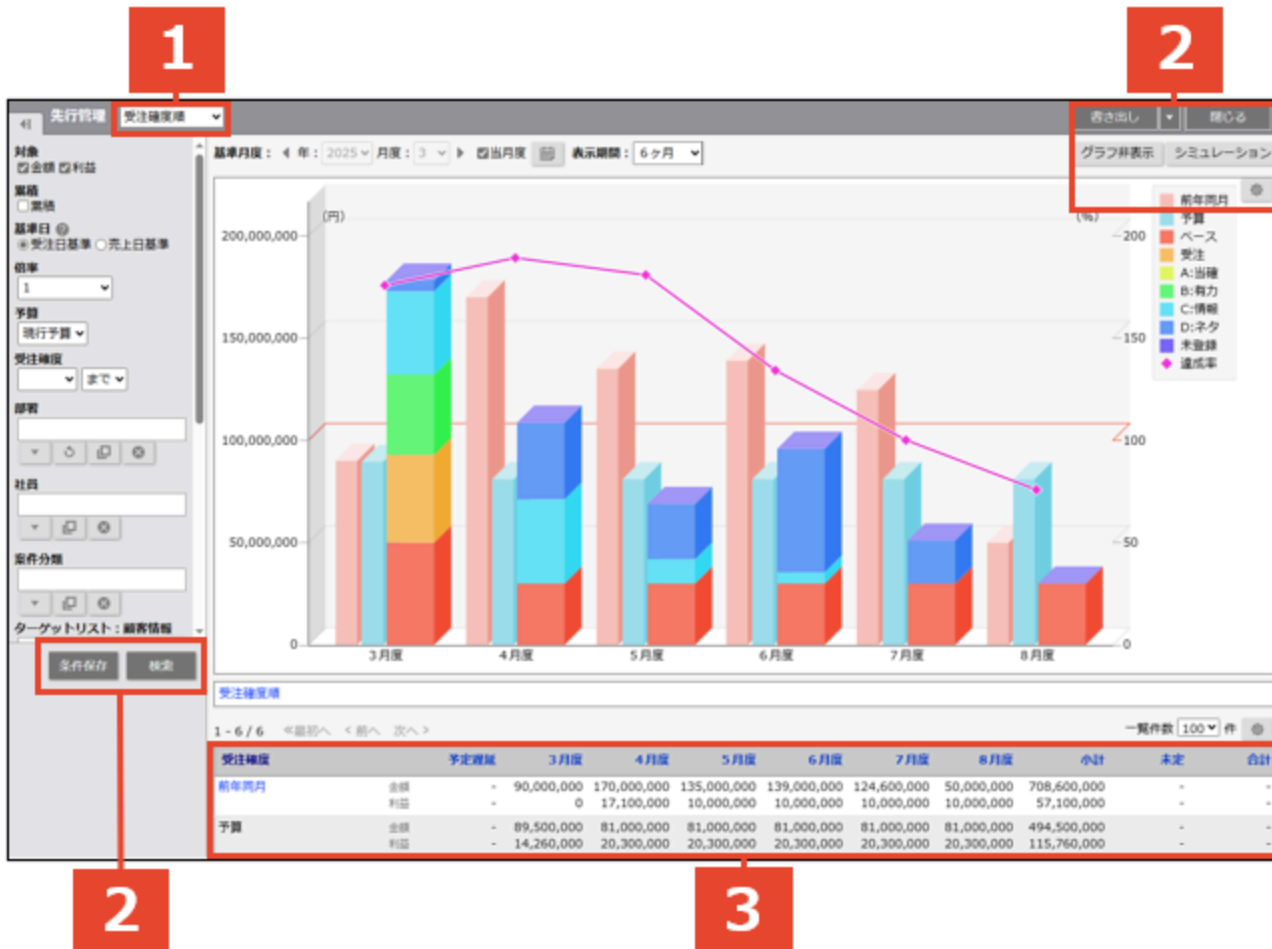 1
2
先行管理 受注確度順
書き出し 閉じる
対象
金額 利益
累積
累積
基準日
受注日基準 売上日基準
倍率
1
予算
現行予算
受注確度
まで
部署
社員
案件分類
ターゲットリスト：顧客情報
条件保存 検索
基準月度： 年： 2025 月度： 3 当月度 表示期間： 6ヶ月
グラフ非表示 シミュレーション
(円)
(%)
200,000,000
150,000,000
100,000,000
50,000,000
0
200
150
100
50
0
3月度 4月度 5月度 6月度 7月度 8月度
前年同月
予算
ベース
受注
A:当確
B:有力
C:情報
D:ネタ
未登録
達成率
受注確度順
1 - 6 / 6 ≪最初へ < 前へ 次へ >
一覧件数 100 件
受注確度 予定遅延 3月度 4月度 5月度 6月度 7月度 8月度 小計 未定 合計
前年同月 金額 - 90,000,000 170,000,000 135,000,000 139,000,000 124,600,000 50,000,000 708,600,000 - -
利益 - 0 17,100,000 10,000,000 10,000,000 10,000,000 10,000,000 57,100,000 - -
予算 金額 - 89,500,000 81,000,000 81,000,000 81,000,000 81,000,000 81,000,000 494,500,000 - -
利益 - 14,260,000 20,300,000 20,300,000 20,300,000 20,300,000 20,300,000 115,760,000 - -
2
3